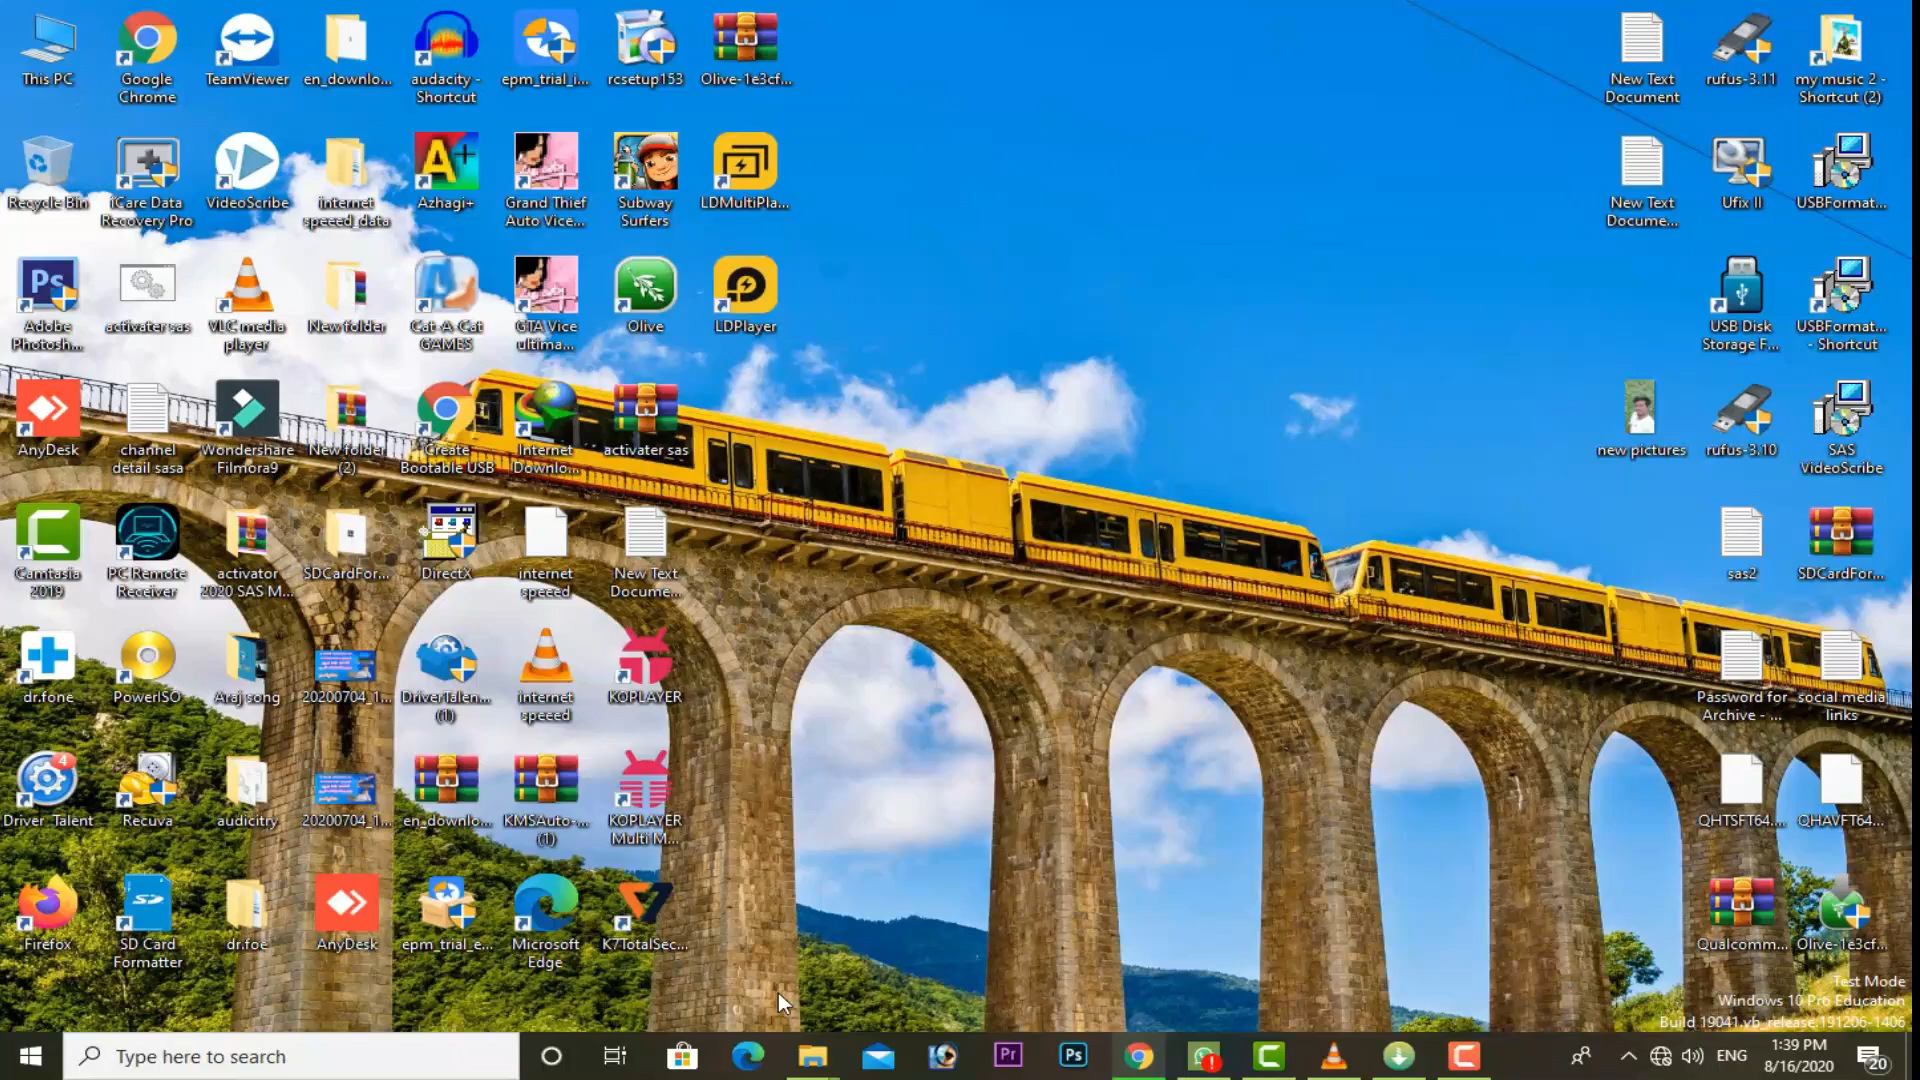 This PC
Google
Chrome
TeamViewer
en_downlo...
audacity -
Shortcut
epm_trial_i...
rcsetup153
Olive-1e3cf...
New Text
Document
rufus-3.11
my music 2 -
Shortcut (2)
Recycle Bin
iCare Data
Recovery Pro
VideoScribe
internet
speeed_data
Azhagi+
Grand Thief
Auto Vice...
Subway
Surfers
LDMultiPla...
New Text
Docume...
Ufix II
USBFormat...
Adobe
Photosh...
activater sas
VLC media
player
New folder
Cat-A-Cat
GAMES
GTA Vice
ultima...
Olive
LDPlayer
USB Disk
Storage F...
USBFormat...
- Shortcut
AnyDesk
channel
detail sasa
Wondershare
Filmora9
New folder
(2)
Create
Bootable USB
Internet
Downlo...
activater sas
new pictures
rufus-3.10
SAS
VideoScribe
Camtasia
2019
PC Remote
Receiver
activator
2020 SAS M...
SDCardFor...
DirectX
internet
speeed
New Text
Docume...
sas2
SDCardFor...
dr.fone
PowerISO
Araj song
20200704_1...
DriverTalen...
(1)
internet
speeed
KOPLAYER
Password for
Archive - ...
social media
links
Driver_Talent
Recuva
audicitry
20200704_1...
en_downlo...
KMSAuto-...
(1)
KOPLAYER
Multi M...
QHTSFT64....
QHAVFT64...
Firefox
SD Card
Formatter
dr.foe
AnyDesk
epm_trial_e...
Microsoft
Edge
K7TotalSec...
Qualcomm...
Olive-1e3cf...
Test Mode
Windows 10 Pro Education
Build 19041.vb_release.191206-1406
Type here to search
ENG
1:39 PM
8/16/2020
20